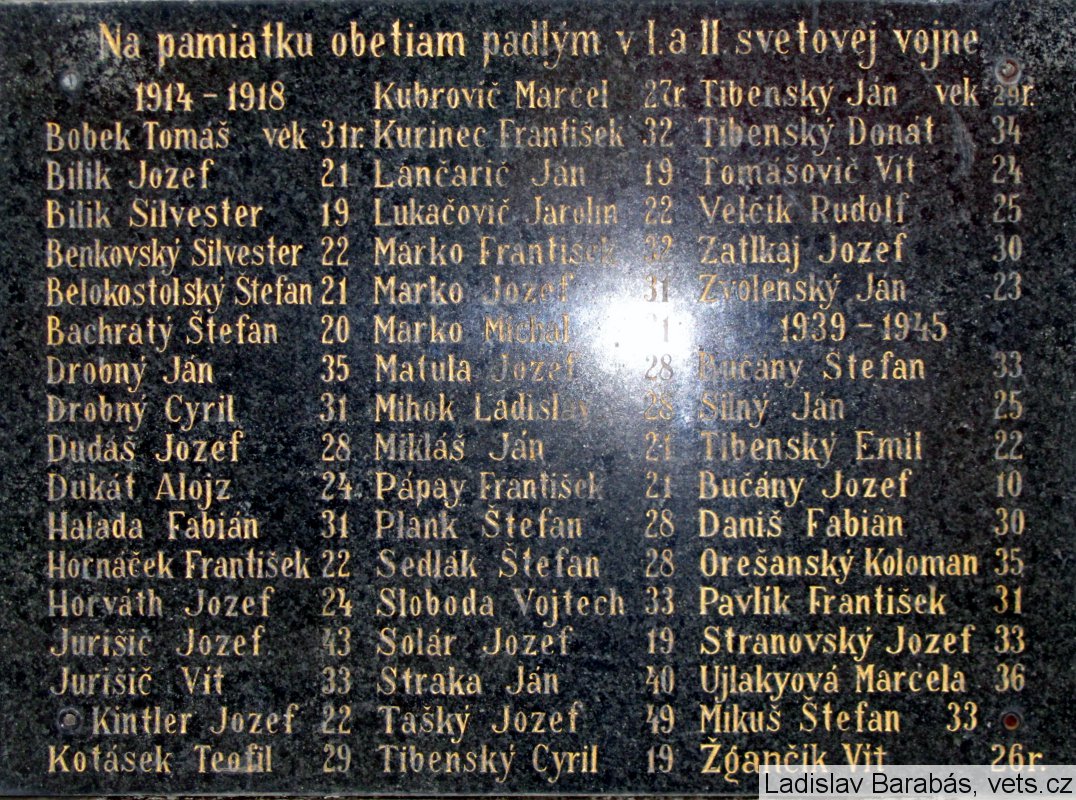 Na pamiatku obetiam padlým v I. a II. svetovej vojne
1914 - 1918
Bobek Tomáš vek 31r.
Bilik Jozef 21
Bilik Silvester 19
Benkovský Silvester 22
Belokostolský Štefan 21
Bachratý Štefan 20
Drobný Ján 35
Drobný Cyril 31
Dudáš Jozef 28
Dukát Alojz 24
Halada Fabián 31
Hornáček František 22
Horváth Jozef 24
Jurišič Jozef 43
Jurišič Vít 33
Kintler Jozef 22
Kotásek Teofil 29
Kubrovič Marcel 27r.
Kurinec František 32
Lánčarič Ján 19
Lukačovič Jarolin 22
Marko František 32
Marko Jozef 31
Marko Michal
Matula Jozef 28
Mihok Ladislav 28
Mikláš Ján 21
Pápay František 21
Plank Štefan 28
Sedlák Štefan 28
Sloboda Vojtech 33
Solár Jozef 19
Straka Ján 40
Tašký Jozef 49
Tibenský Cyril 19
Tibenský Ján vek 29r.
Tibenský Donát 34
Tomášovič Vít 24
Velčík Rudolf 25
Zatlkaj Jozef 30
Zvolenský Ján 23
1939 - 1945
Bučány Štefan 33
Silný Ján 25
Tibenský Emil 22
Bučány Jozef 10
Daniš Fabián 30
Orešanský Koloman 35
Pavlík František 31
Stranovský Jozef 33
Ujlakyová Marcela 36
Mikuš Štefan 33
Žgančík Vít 26r.
Ladislav Barabás, vets.cz